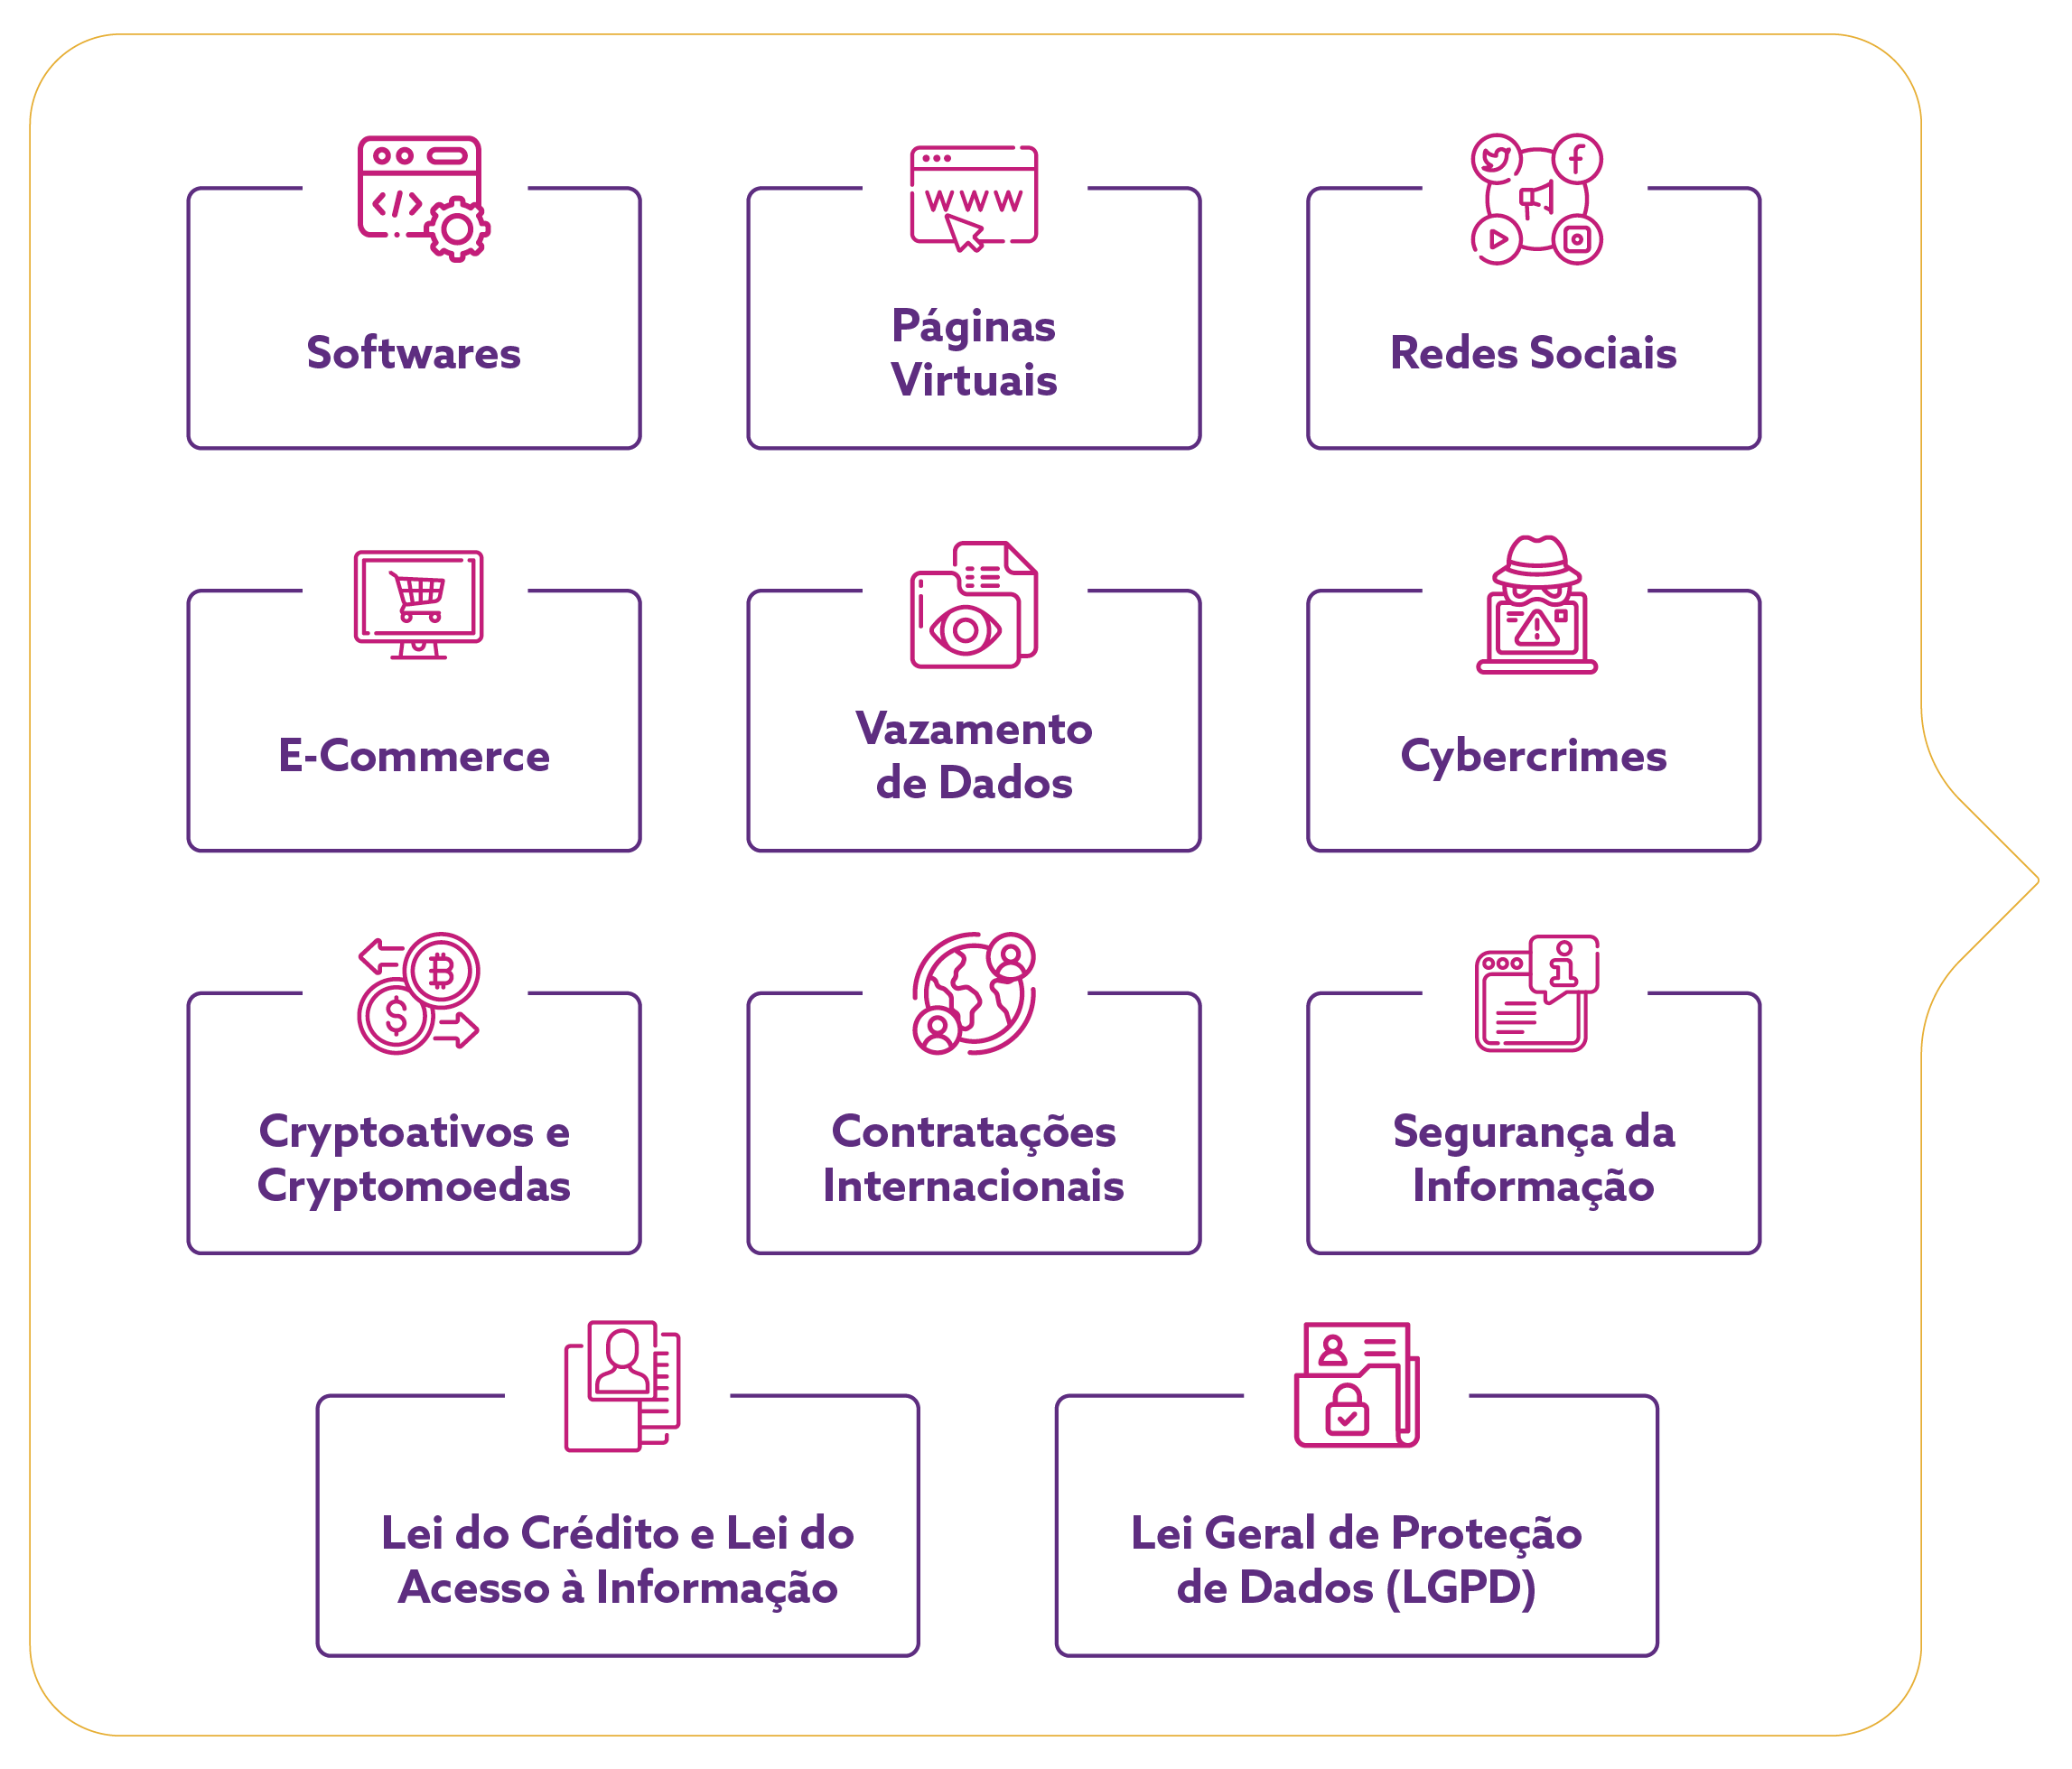 WWW
Softwares
Páginas
Virtuais
Redes Sociais
E-Commerce
Vazamento
de Dados
Cybercrimes
Cryptoativos e
Cryptomoedas
Contratações
Internacionais
Segurança da
Informação
Lei do Crédito e Lei do
Acesso à Informação
Lei Geral de Proteção
de Dados (LGPD)